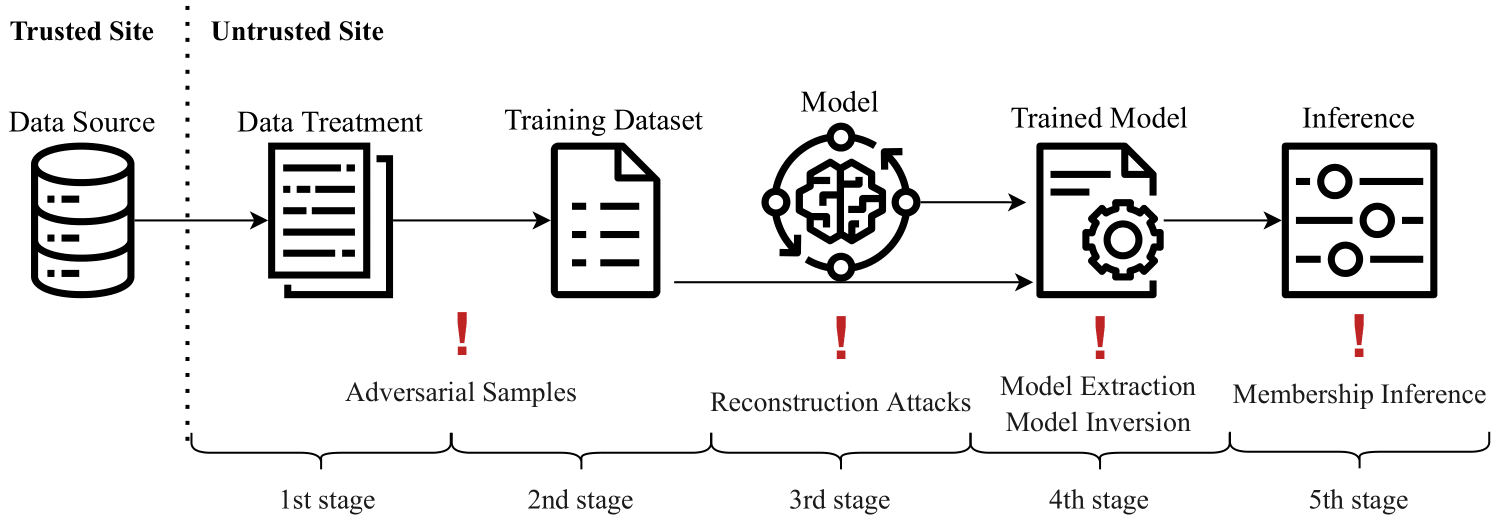 Trusted Site
Untrusted Site
Data Source
Data Treatment
Training Dataset
Model
Trained Model
Inference
!
!
!
!
Adversarial Samples
Reconstruction Attacks
Model Extraction
Model Inversion
Membership Inference
1st stage
2nd stage
3rd stage
4th stage
5th stage